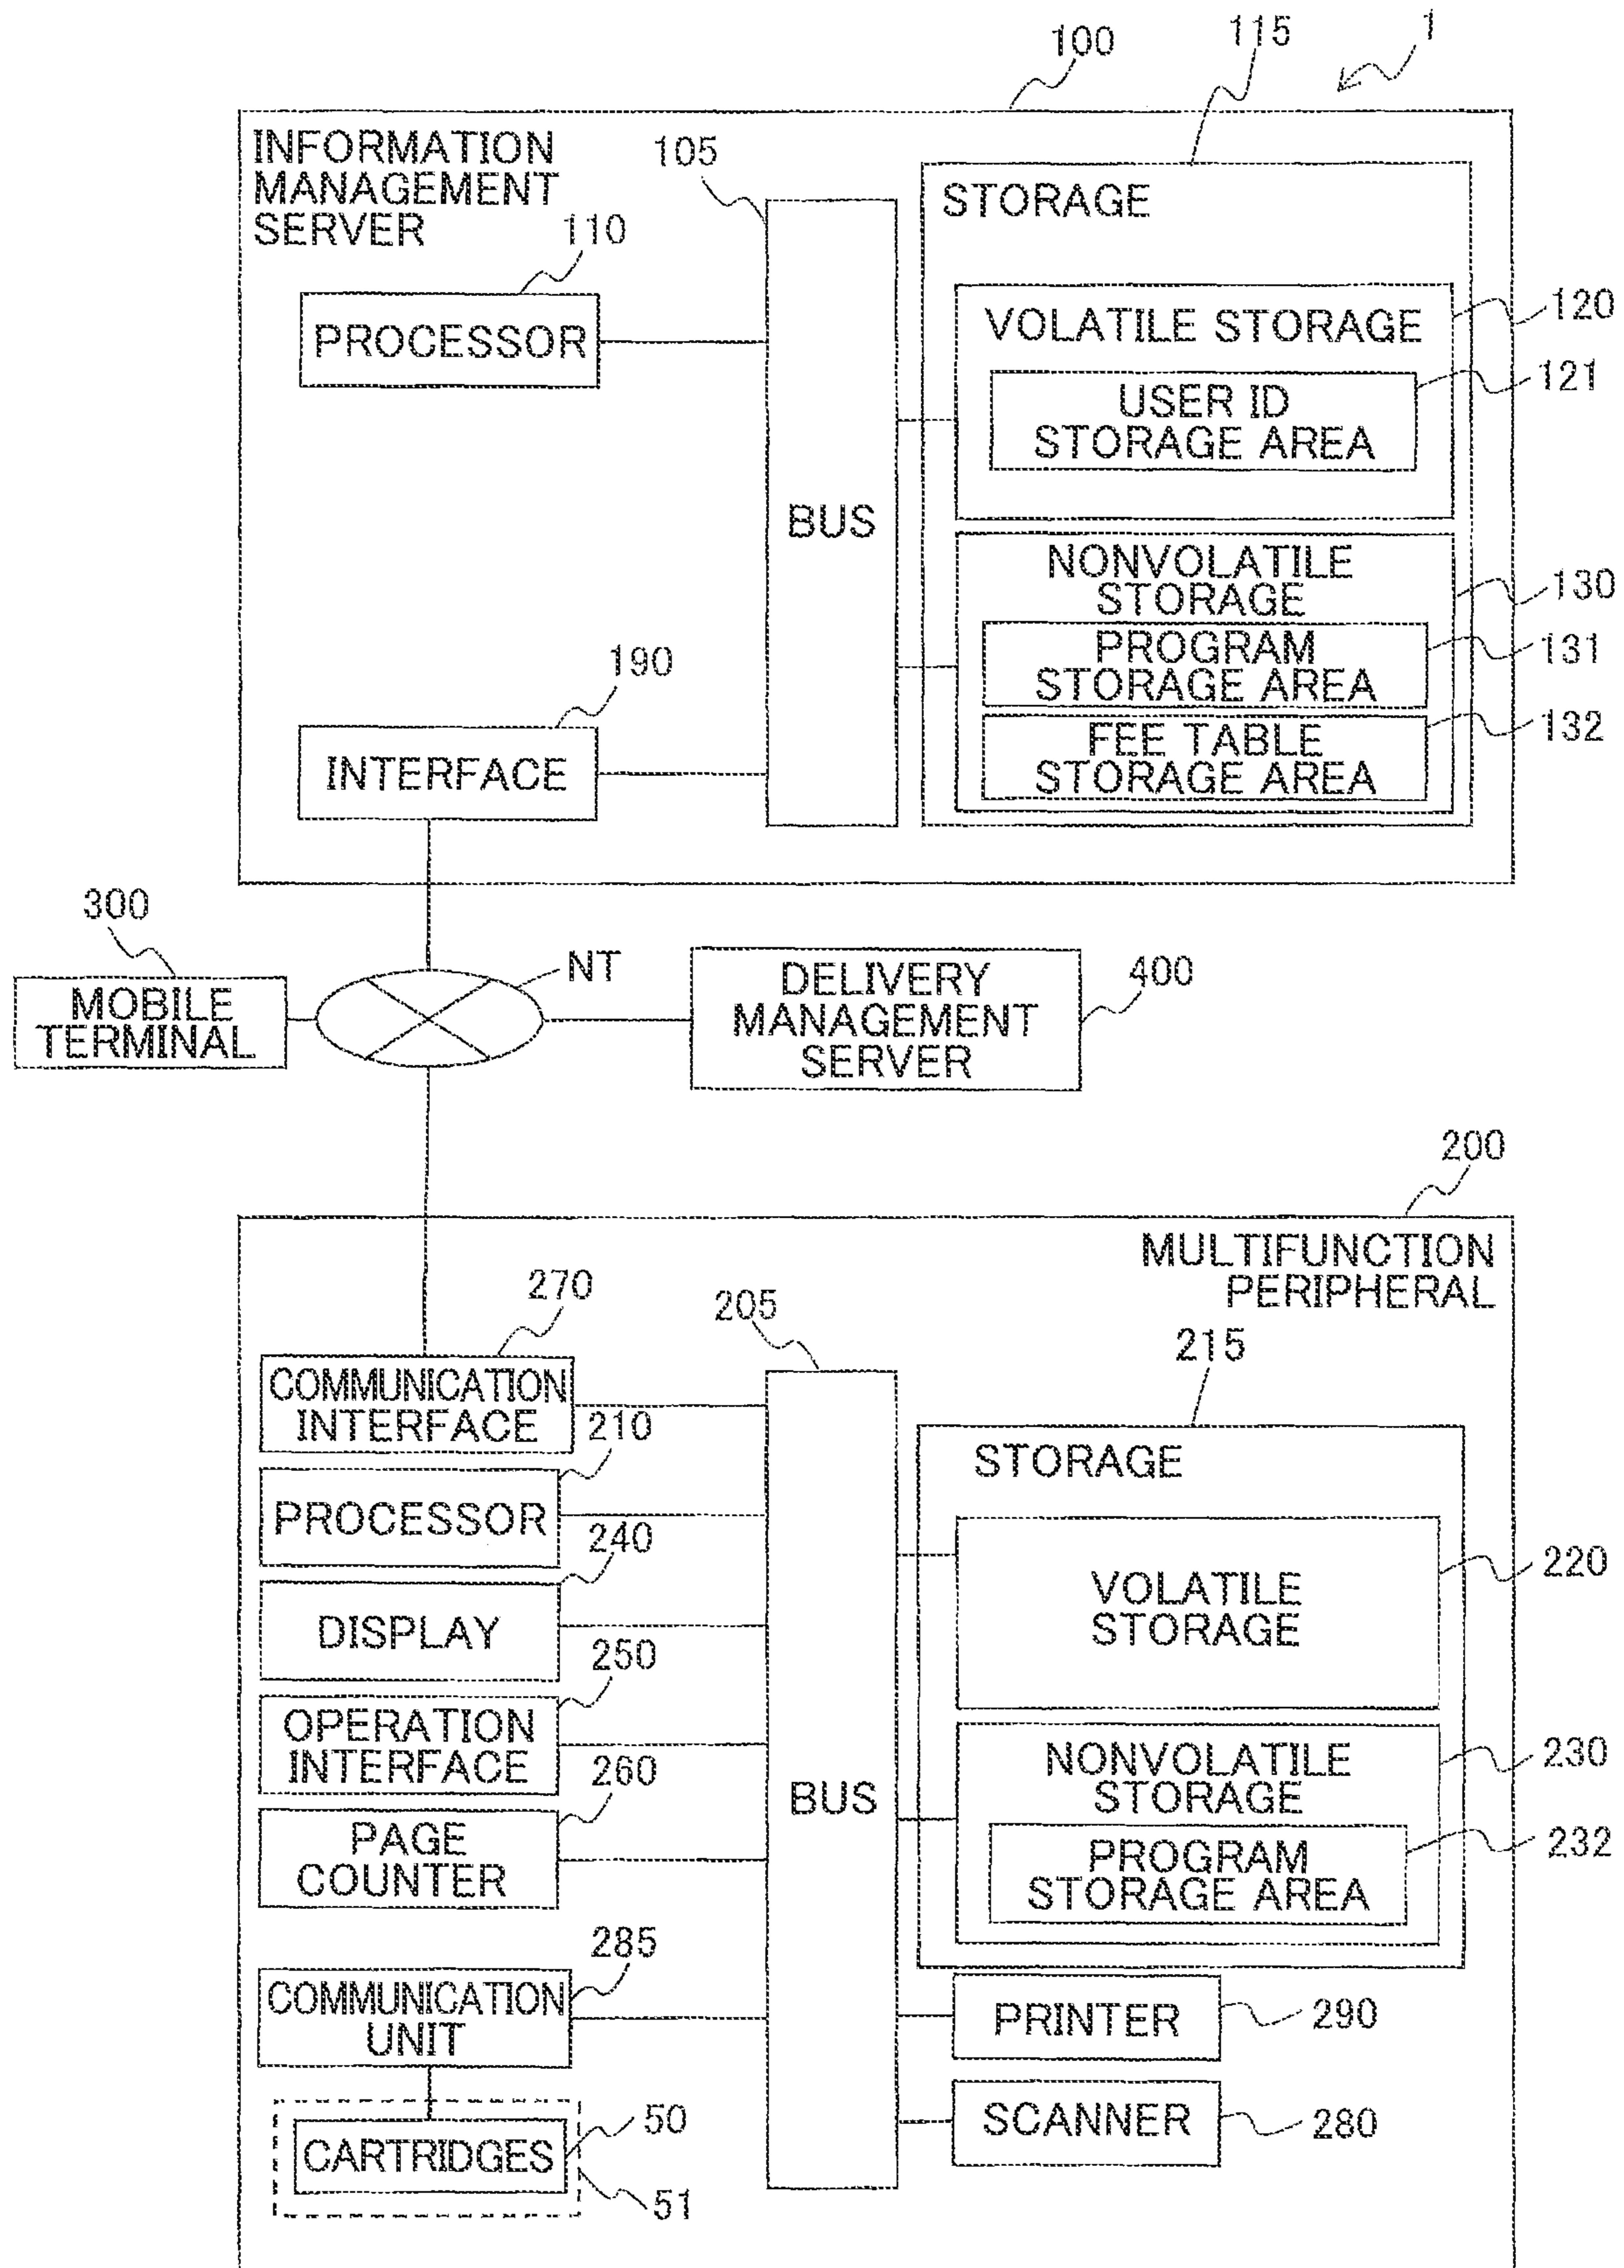 1
100
115
INFORMATION
MANAGEMENT
SERVER
105
STORAGE
110
PROCESSOR
VOLATILE STORAGE
120
USER ID
STORAGE AREA
121
BUS
NONVOLATILE
STORAGE
130
PROGRAM
STORAGE AREA
131
190
INTERFACE
FEE TABLE
STORAGE AREA
132
300
MOBILE
TERMINAL
NT
DELIVERY
MANAGEMENT
SERVER
400
200
MULTIFUNCTION
PERIPHERAL
270
205
215
COMMUNICATION
INTERFACE
210
STORAGE
PROCESSOR
240
VOLATILE
STORAGE
220
DISPLAY
250
OPERATION
INTERFACE
260
BUS
NONVOLATILE
STORAGE
230
PAGE
COUNTER
PROGRAM
STORAGE AREA
232
285
COMMUNICATION
UNIT
PRINTER
290
50
CARTRIDGES
51
SCANNER
280